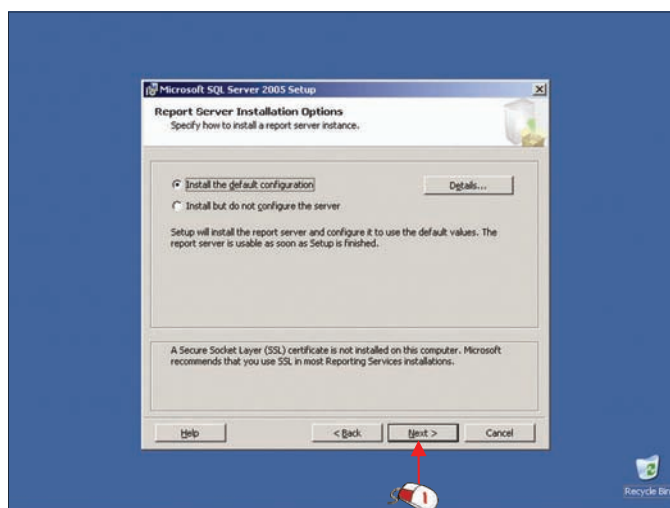 Microsoft SQL Server 2005 Setup
Report Server Installation Options
Specify how to install a report server instance.
Install the default configuration
Details...
Install but do not configure the server
Setup will install the report server and configure it to use the default values. The
report server is usable as soon as Setup is finished.
A Secure Socket Layer (SSL) certificate is not installed on this computer. Microsoft
recommends that you use SSL in most Reporting Services installations.
Help
< Back
Next >
Cancel
1
Recycle Bin